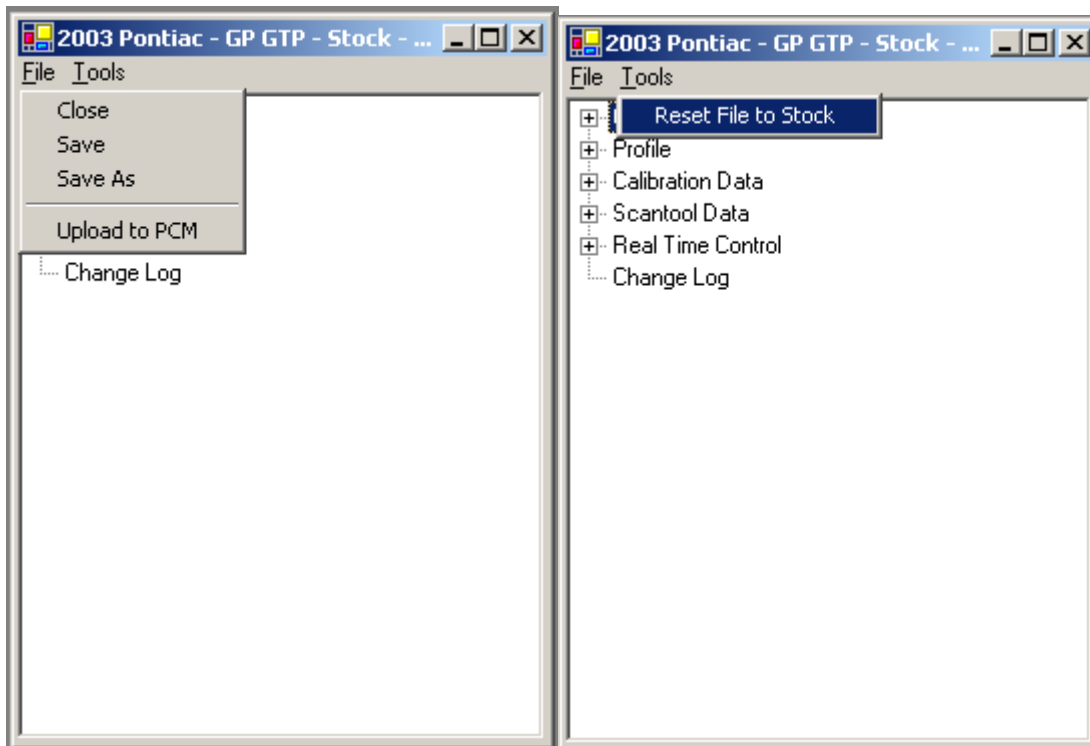 2003 Pontiac - GP GTP - Stock - ...
File Tools
Close
Save
Save As
Upload to PCM
Change Log
2003 Pontiac - GP GTP - Stock - ...
File Tools
Reset File to Stock
Profile
Calibration Data
Scantool Data
Real Time Control
Change Log